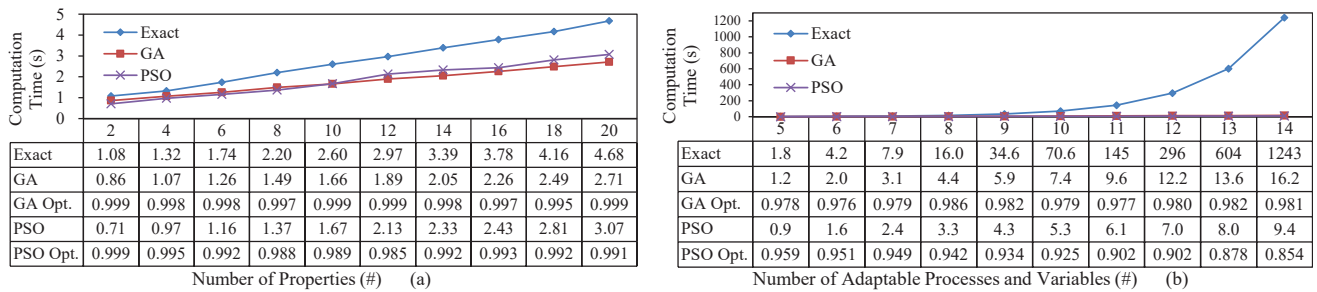 Computation
Time (s)
5
4
3
2
1
0
Exact
GA
PSO
2 4 6 8 10 12 14 16 18 20
Exact 1.08 1.32 1.74 2.20 2.60 2.97 3.39 3.78 4.16 4.68
GA 0.86 1.07 1.26 1.49 1.66 1.89 2.05 2.26 2.49 2.71
GA Opt. 0.999 0.998 0.998 0.997 0.999 0.999 0.998 0.997 0.995 0.999
PSO 0.71 0.97 1.16 1.37 1.67 2.13 2.33 2.43 2.81 3.07
PSO Opt. 0.999 0.995 0.992 0.988 0.989 0.985 0.992 0.993 0.992 0.991
Number of Properties (#) (a)
Computation
Time (s)
1200
1000
800
600
400
200
0
Exact
GA
PSO
5 6 7 8 9 10 11 12 13 14
Exact 1.8 4.2 7.9 16.0 34.6 70.6 145 296 604 1243
GA 1.2 2.0 3.1 4.4 5.9 7.4 9.6 12.2 13.6 16.2
GA Opt. 0.978 0.976 0.979 0.986 0.982 0.979 0.977 0.980 0.982 0.981
PSO 0.9 1.6 2.4 3.3 4.3 5.3 6.1 7.0 8.0 9.4
PSO Opt. 0.959 0.951 0.949 0.942 0.934 0.925 0.902 0.902 0.878 0.854
Number of Adaptable Processes and Variables (#) (b)